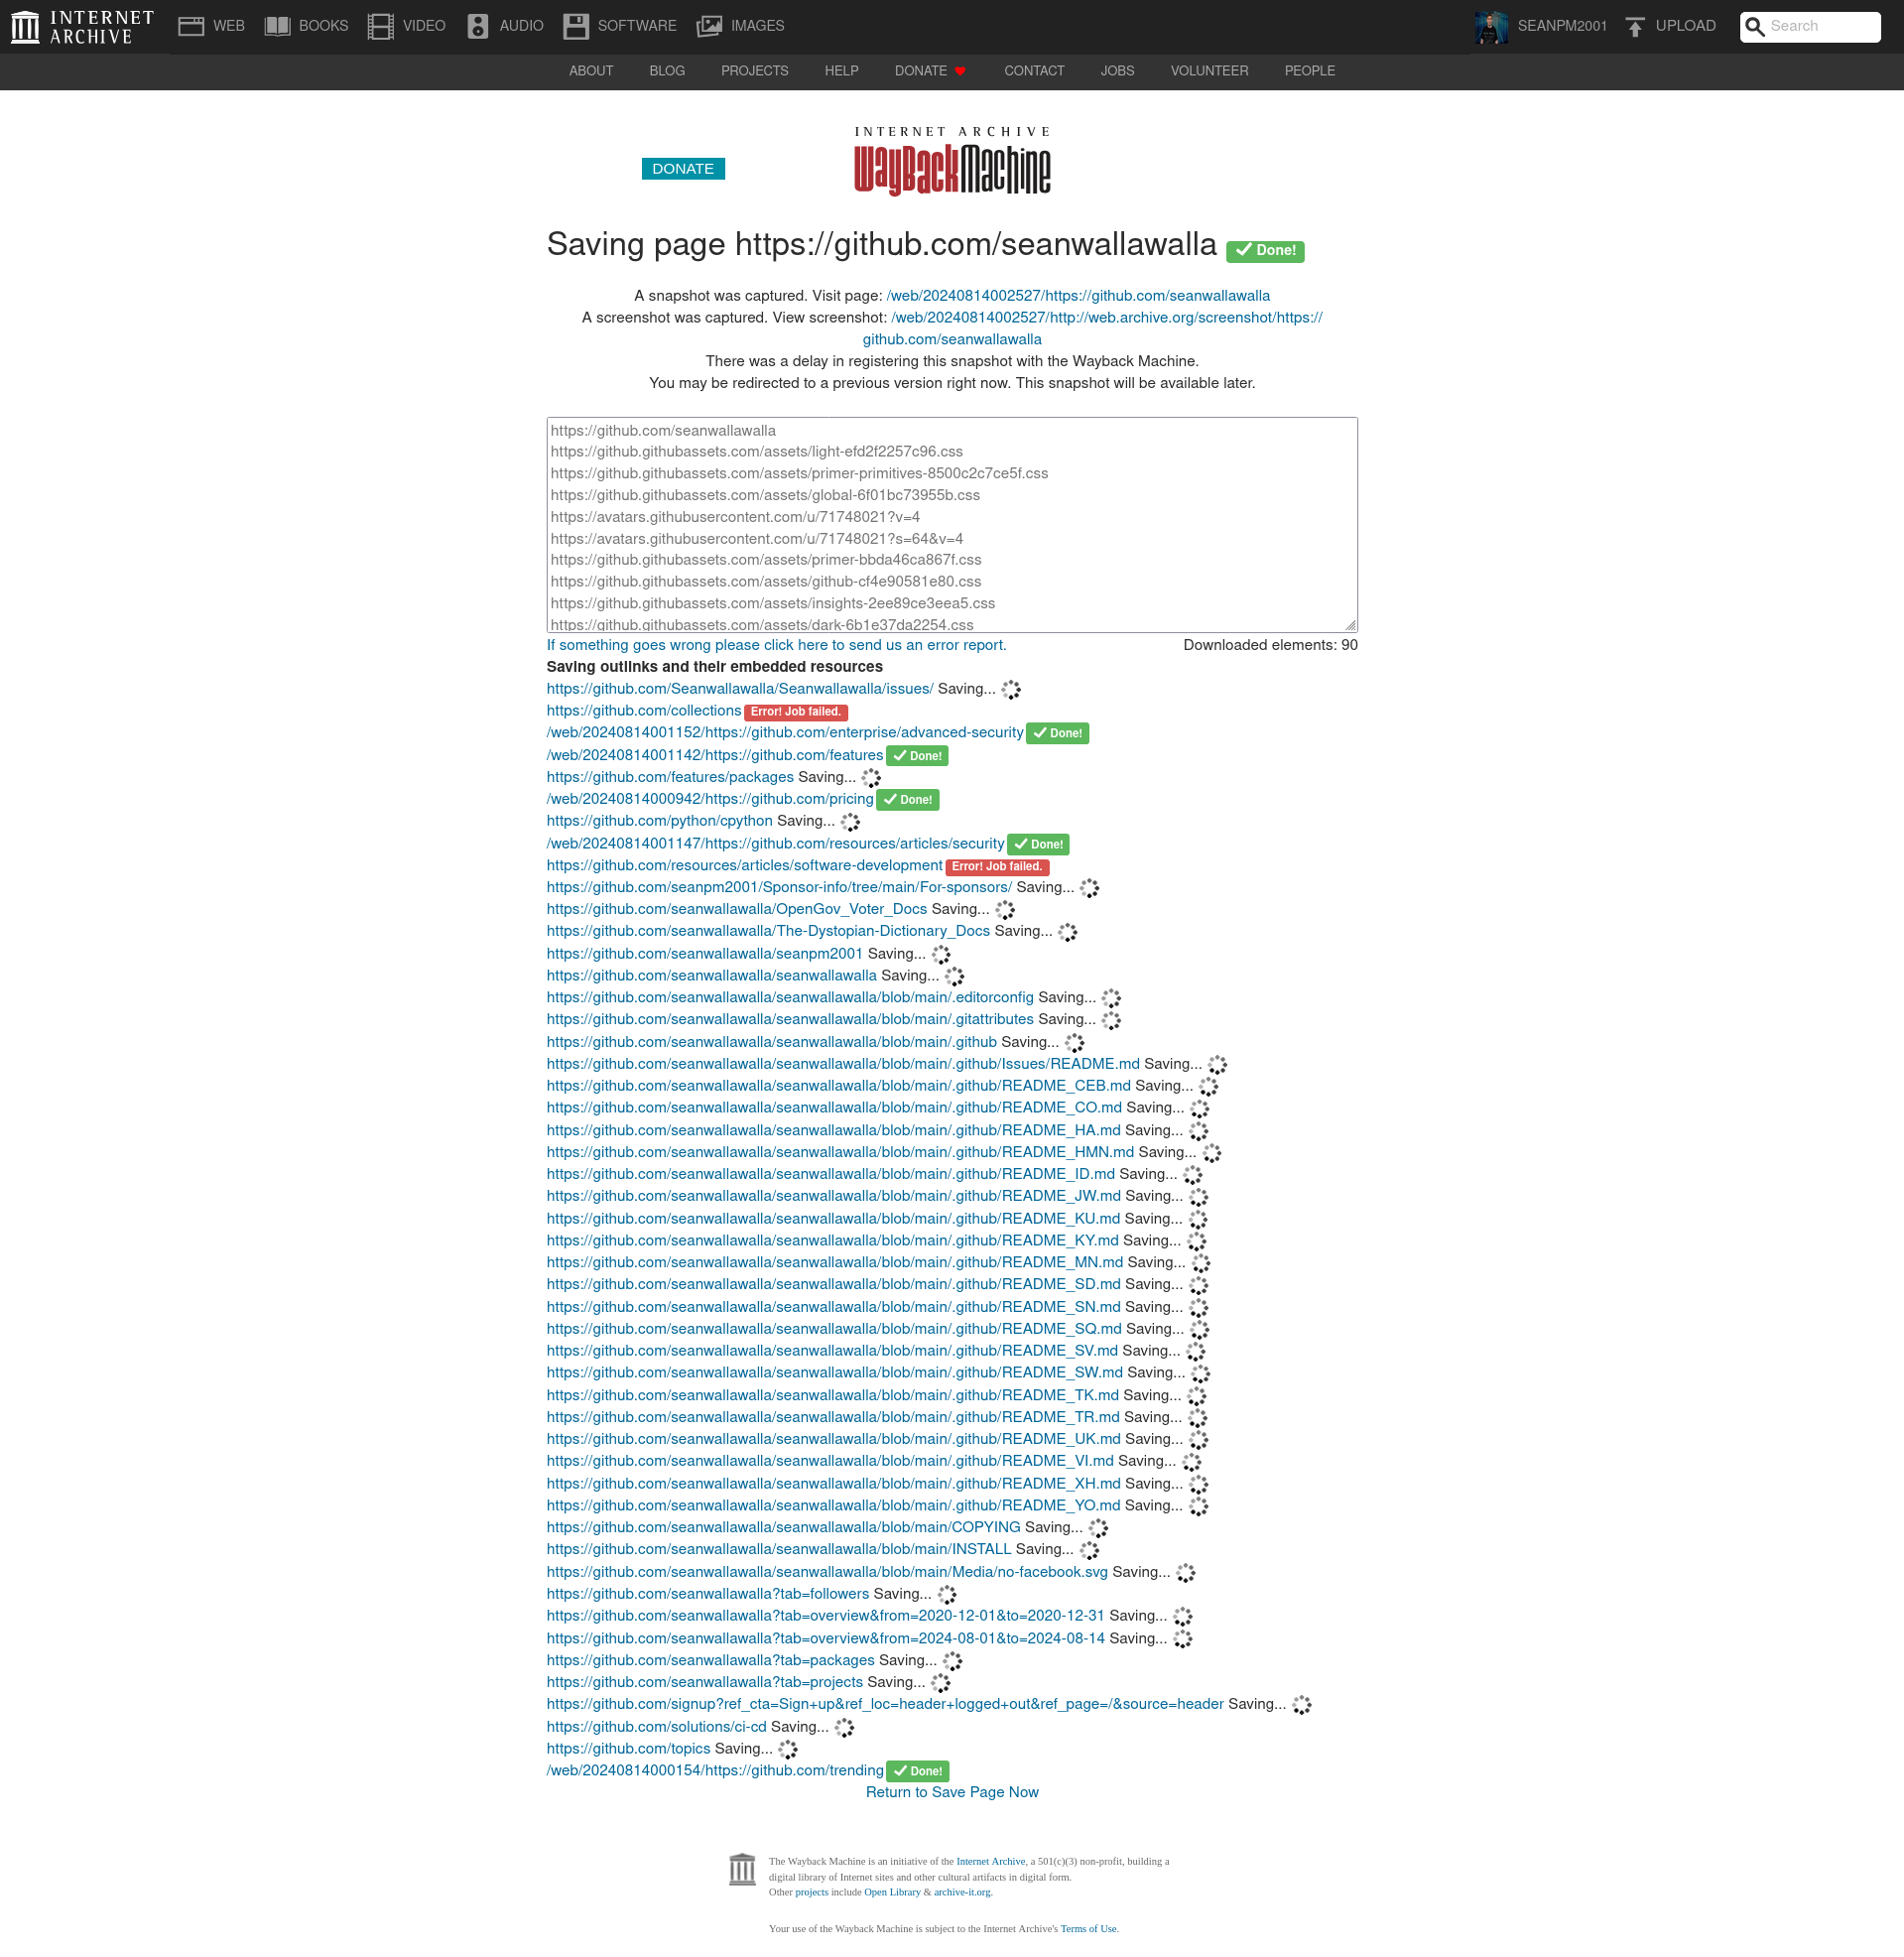 INTERNET ARCHIVE
WEB BOOKS VIDEO AUDIO SOFTWARE IMAGES SEANPM2001 UPLOAD Search
ABOUT BLOG PROJECTS HELP DONATE CONTACT JOBS VOLUNTEER PEOPLE
INTERNET ARCHIVE
DONATE
WayBackMachine
Saving page https://github.com/seanwallawalla Done!
A snapshot was captured. Visit page: /web/20240814002527/https://github.com/seanwallawalla
A screenshot was captured. View screenshot: /web/20240814002527/http://web.archive.org/screenshot/https://
github.com/seanwallawalla
There was a delay in registering this snapshot with the Wayback Machine.
You may be redirected to a previous version right now. This snapshot will be available later.
https://github.com/seanwallawalla
https://github.githubassets.com/assets/light-efd2f2257c96.css
https://github.githubassets.com/assets/primer-primitives-8500c2c7ce5f.css
https://github.githubassets.com/assets/global-6f01bc73955b.css
https://avatars.githubusercontent.com/u/71748021?v=4
https://avatars.githubusercontent.com/u/71748021?s=64&v=4
https://github.githubassets.com/assets/primer-bbda46ca867f.css
https://github.githubassets.com/assets/github-cf4e90581e80.css
https://github.githubassets.com/assets/insights-2ee89ce3eea5.css
https://github.githubassets.com/assets/dark-6b1e37da2254.css
If something goes wrong please click here to send us an error report. Downloaded elements: 90
Saving outlinks and their embedded resources
https://github.com/Seanwallawalla/Seanwallawalla/issues/ Saving...
https://github.com/collections Error! Job failed.
/web/20240814001152/https://github.com/enterprise/advanced-security Done!
/web/20240814001142/https://github.com/features Done!
https://github.com/features/packages Saving...
/web/20240814000942/https://github.com/pricing Done!
https://github.com/python/cpython Saving...
/web/20240814001147/https://github.com/resources/articles/security Done!
https://github.com/resources/articles/software-development Error! Job failed.
https://github.com/seanpm2001/Sponsor-info/tree/main/For-sponsors/ Saving...
https://github.com/seanwallawalla/OpenGov_Voter_Docs Saving...
https://github.com/seanwallawalla/The-Dystopian-Dictionary_Docs Saving...
https://github.com/seanwallawalla/seanpm2001 Saving...
https://github.com/seanwallawalla/seanwallawalla Saving...
https://github.com/seanwallawalla/seanwallawalla/blob/main/.editorconfig Saving...
https://github.com/seanwallawalla/seanwallawalla/blob/main/.gitattributes Saving...
https://github.com/seanwallawalla/seanwallawalla/blob/main/.github Saving...
https://github.com/seanwallawalla/seanwallawalla/blob/main/.github/Issues/README.md Saving...
https://github.com/seanwallawalla/seanwallawalla/blob/main/.github/README_CEB.md Saving...
https://github.com/seanwallawalla/seanwallawalla/blob/main/.github/README_CO.md Saving...
https://github.com/seanwallawalla/seanwallawalla/blob/main/.github/README_HA.md Saving...
https://github.com/seanwallawalla/seanwallawalla/blob/main/.github/README_HMN.md Saving...
https://github.com/seanwallawalla/seanwallawalla/blob/main/.github/README_ID.md Saving...
https://github.com/seanwallawalla/seanwallawalla/blob/main/.github/README_JW.md Saving...
https://github.com/seanwallawalla/seanwallawalla/blob/main/.github/README_KU.md Saving...
https://github.com/seanwallawalla/seanwallawalla/blob/main/.github/README_KY.md Saving...
https://github.com/seanwallawalla/seanwallawalla/blob/main/.github/README_MN.md Saving...
https://github.com/seanwallawalla/seanwallawalla/blob/main/.github/README_SD.md Saving...
https://github.com/seanwallawalla/seanwallawalla/blob/main/.github/README_SN.md Saving...
https://github.com/seanwallawalla/seanwallawalla/blob/main/.github/README_SQ.md Saving...
https://github.com/seanwallawalla/seanwallawalla/blob/main/.github/README_SV.md Saving...
https://github.com/seanwallawalla/seanwallawalla/blob/main/.github/README_SW.md Saving...
https://github.com/seanwallawalla/seanwallawalla/blob/main/.github/README_TK.md Saving...
https://github.com/seanwallawalla/seanwallawalla/blob/main/.github/README_TR.md Saving...
https://github.com/seanwallawalla/seanwallawalla/blob/main/.github/README_UK.md Saving...
https://github.com/seanwallawalla/seanwallawalla/blob/main/.github/README_VI.md Saving...
https://github.com/seanwallawalla/seanwallawalla/blob/main/.github/README_XH.md Saving...
https://github.com/seanwallawalla/seanwallawalla/blob/main/.github/README_YO.md Saving...
https://github.com/seanwallawalla/seanwallawalla/blob/main/COPYING Saving...
https://github.com/seanwallawalla/seanwallawalla/blob/main/INSTALL Saving...
https://github.com/seanwallawalla/seanwallawalla/blob/main/Media/no-facebook.svg Saving...
https://github.com/seanwallawalla?tab=followers Saving...
https://github.com/seanwallawalla?tab=overview&from=2020-12-01&to=2020-12-31 Saving...
https://github.com/seanwallawalla?tab=overview&from=2024-08-01&to=2024-08-14 Saving...
https://github.com/seanwallawalla?tab=packages Saving...
https://github.com/seanwallawalla?tab=projects Saving...
https://github.com/signup?ref_cta=Sign+up&ref_loc=header+logged+out&ref_page=/&source=header Saving...
https://github.com/solutions/ci-cd Saving...
https://github.com/topics Saving...
/web/20240814000154/https://github.com/trending Done!
Return to Save Page Now
The Wayback Machine is an initiative of the Internet Archive, a 501(c)(3) non-profit, building a
digital library of Internet sites and other cultural artifacts in digital form.
Other projects include Open Library & archive-it.org.
Your use of the Wayback Machine is subject to the Internet Archive's Terms of Use.